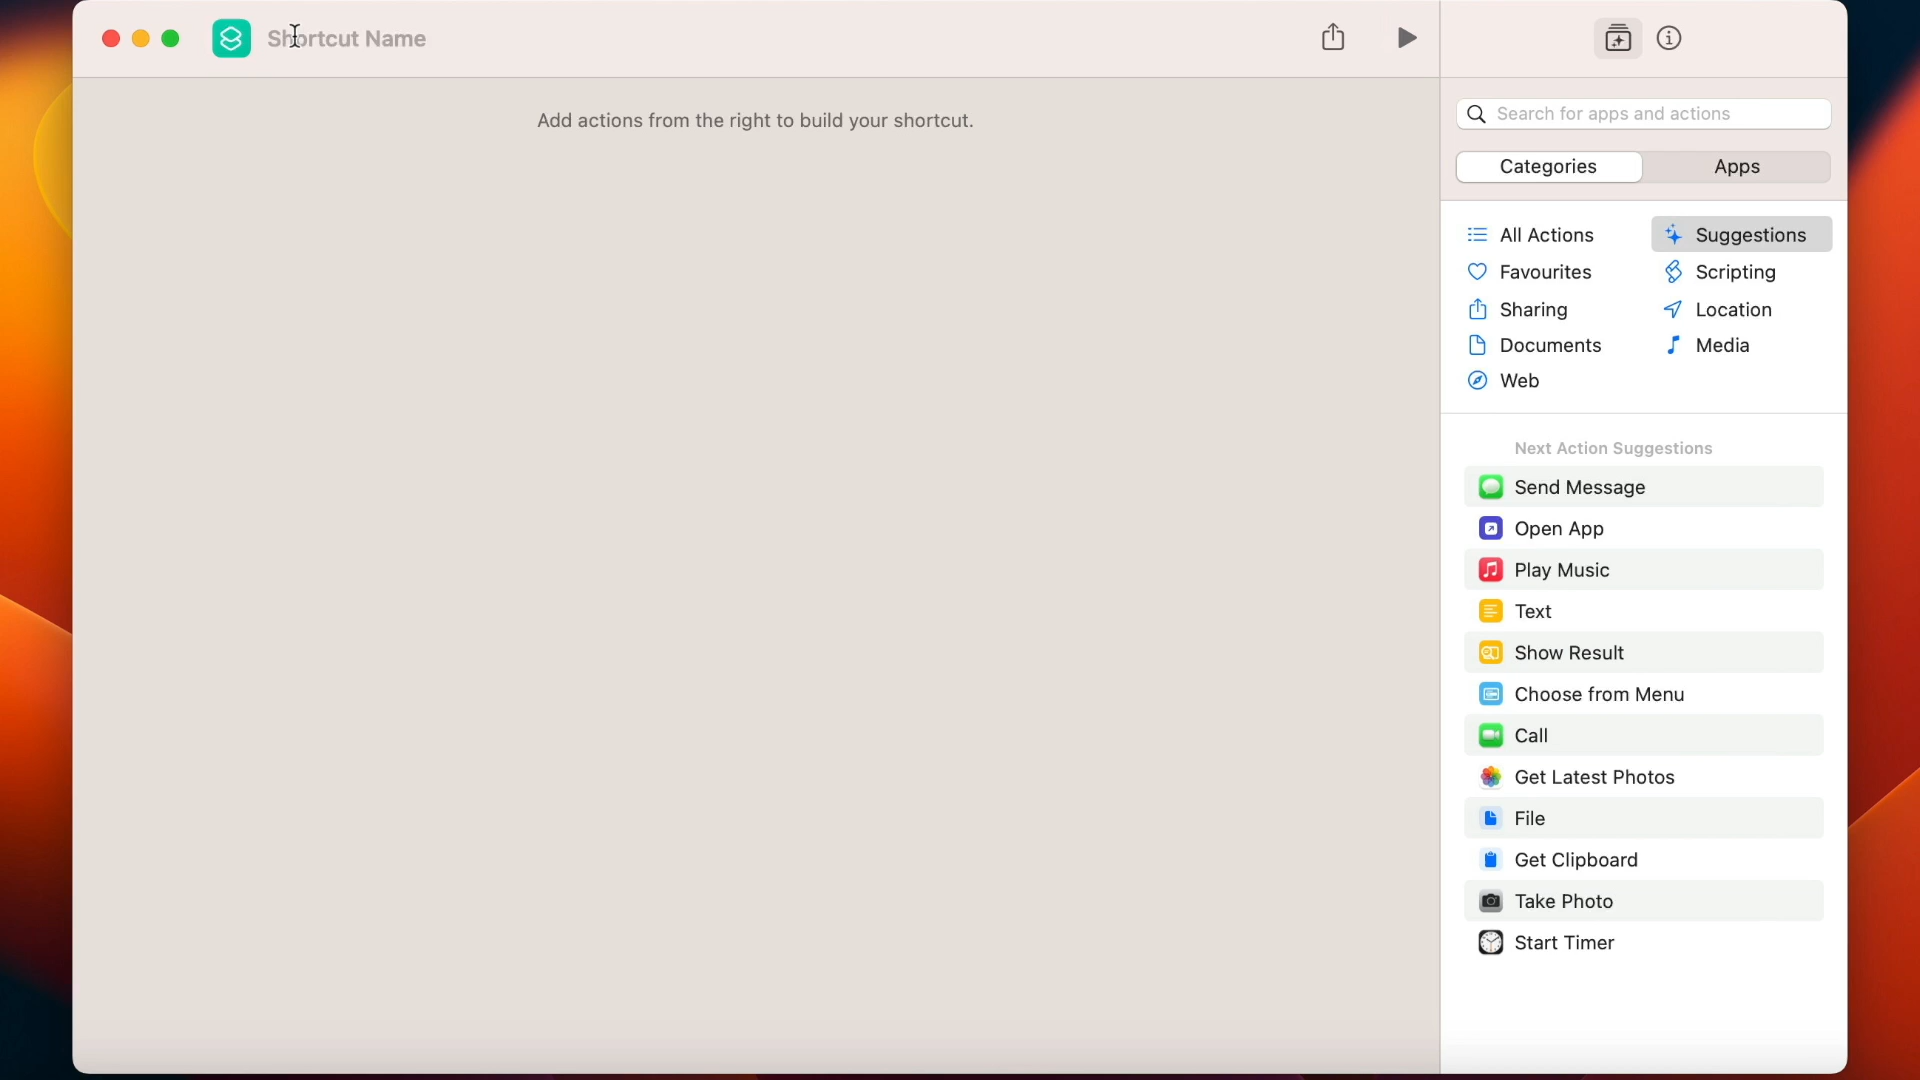 Shortcut Name
Add actions from the right to build your shortcut.
Search for apps and actions
Categories
Apps
All Actions
Suggestions
Favourites
Scripting
Sharing
Location
Documents
Media
Web
Next Action Suggestions
Send Message
Open App
Play Music
Text
Show Result
Choose from Menu
Call
Get Latest Photos
File
Get Clipboard
Take Photo
Start Timer